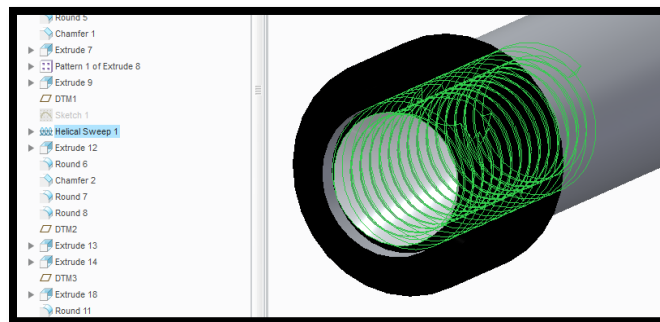 Round 5
Chamfer 1
Extrude 7
Pattern 1 of Extrude 8
Extrude 9
DTM1
Sketch 1
Helical Sweep 1
Extrude 12
Round 6
Chamfer 2
Round 7
Round 8
DTM2
Extrude 13
Extrude 14
DTM3
Extrude 18
Round 11